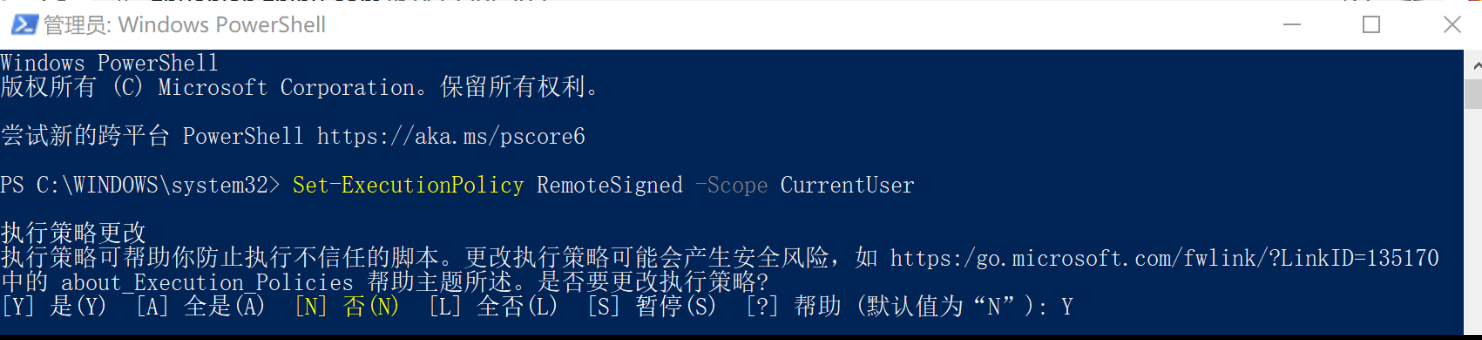 管理员: Windows PowerShell
Windows PowerShell
版权所有 (C) Microsoft Corporation。保留所有权利。
尝试新的跨平台 PowerShell https://aka.ms/pscore6
PS C:\WINDOWS\system32> Set-ExecutionPolicy RemoteSigned -Scope CurrentUser
执行策略更改
执行策略可帮助你防止执行不信任的脚本。更改执行策略可能会产生安全风险，如 https:/go.microsoft.com/fwlink/?LinkID=135170
中的 about_Execution_Policies 帮助主题所述。是否要更改执行策略?
[Y] 是(Y)  [A] 全是(A)  [N] 否(N)  [L] 全否(L)  [S] 暂停(S)  [?] 帮助 (默认值为“N”): Y